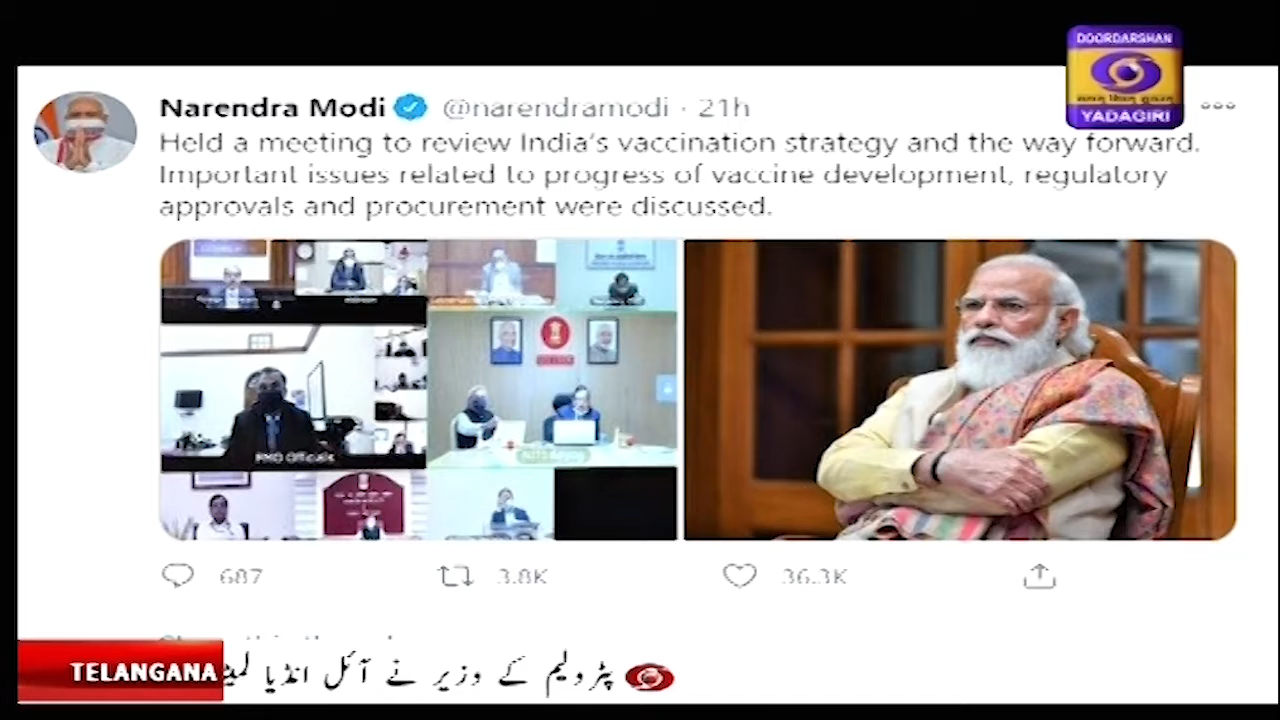 DOORDARSHAN
YADAGIRI
Narendra Modi @narendramodi · 21h
Held a meeting to review India's vaccination strategy and the way forward.
Important issues related to progress of vaccine development, regulatory
approvals and procurement were discussed.
PMO Officials
687 3.8K 36.3K
TELANGANA
پٹرولیم کے وزیر نے آئل انڈیا